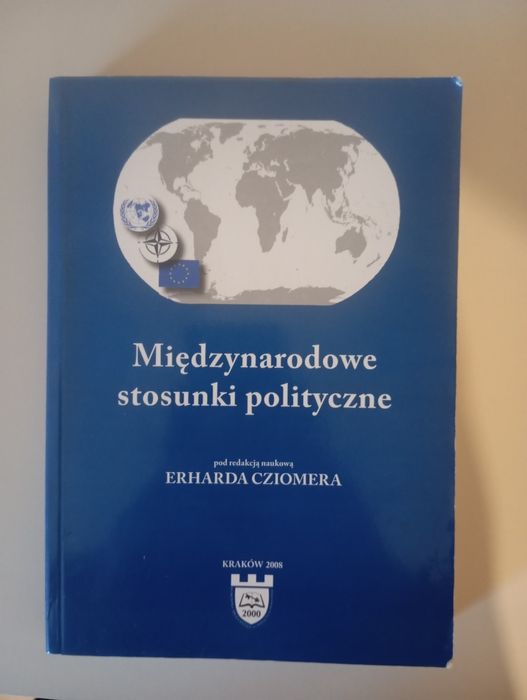 Międzynarodowe
stosunki polityczne
pod redakcją naukową
ERHARDA CZIOMERA
KRAKÓW 2008
2000